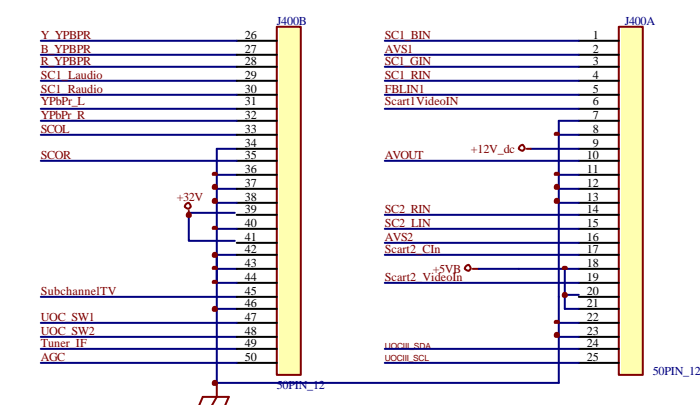 J400B
Y_YPBPR 26
B_YPBPR 27
R_YPBPR 28
SC1_Laudio 29
SC1_Raudio 30
YPbPr_L 31
YPbPr_R 32
SCOL 33
34
SCOR 35
36
37
+32V 38
39
40
41
42
43
44
SubchannelTV 45
46
UOC_SW1 47
UOC_SW2 48
Tuner_IF 49
AGC 50
50PIN_12
J400A
SC1_BIN 1
AVS1 2
SC1_GIN 3
SC1_RIN 4
FBLIN1 5
Scart1VideoIN 6
7
8
+12V_dc 9
AVOUT 10
11
12
13
SC2_RIN 14
SC2_LIN 15
AVS2 16
Scart2_CIn 17
+5VB 18
Scart2_VideoIn 19
20
21
22
23
UOCIII_SDA 24
UOCIII_SCL 25
50PIN_12